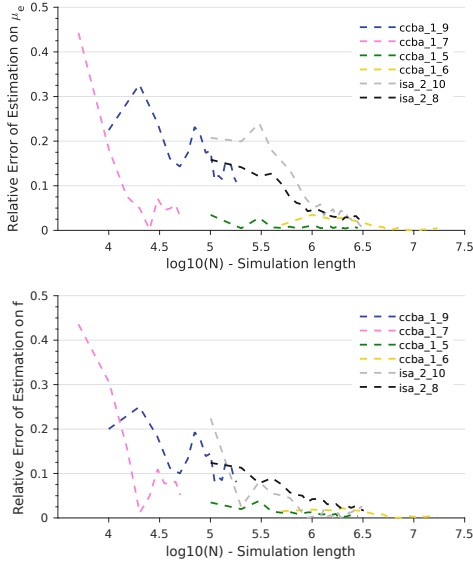 Relative Error of Estimation on μe
0.5
0.4
0.3
0.2
0.1
0
ccba_1_9
ccba_1_7
ccba_1_5
ccba_1_6
isa_2_10
isa_2_8
4 4.5 5 5.5 6 6.5 7 7.5
log10(N) - Simulation length
Relative Error of Estimation on f
0.5
0.4
0.3
0.2
0.1
0
ccba_1_9
ccba_1_7
ccba_1_5
ccba_1_6
isa_2_10
isa_2_8
4 4.5 5 5.5 6 6.5 7 7.5
log10(N) - Simulation length